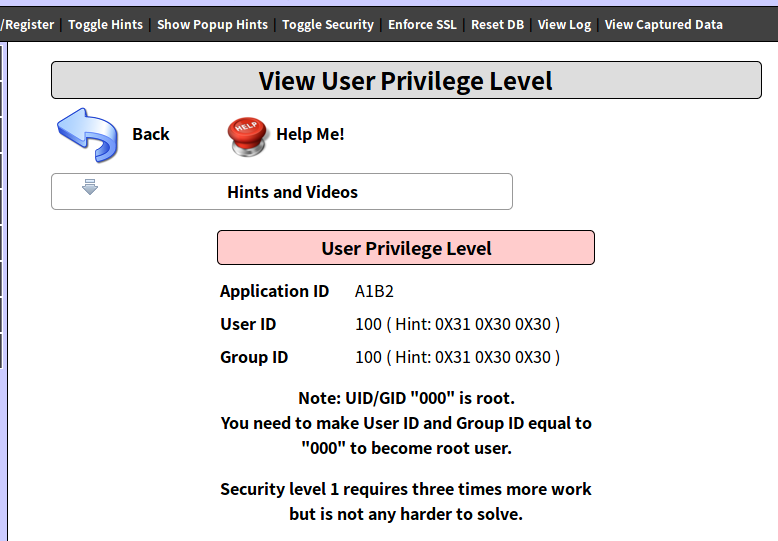 /Register | Toggle Hints | Show Popup Hints | Toggle Security | Enforce SSL | Reset DB | View Log | View Captured Data
View User Privilege Level
Back Help Me!
HELP
Hints and Videos
User Privilege Level
Application ID A1B2
User ID 100 ( Hint: 0X31 0X30 0X30 )
Group ID 100 ( Hint: 0X31 0X30 0X30 )
Note: UID/GID "000" is root.
You need to make User ID and Group ID equal to
"000" to become root user.
Security level 1 requires three times more work
but is not any harder to solve.